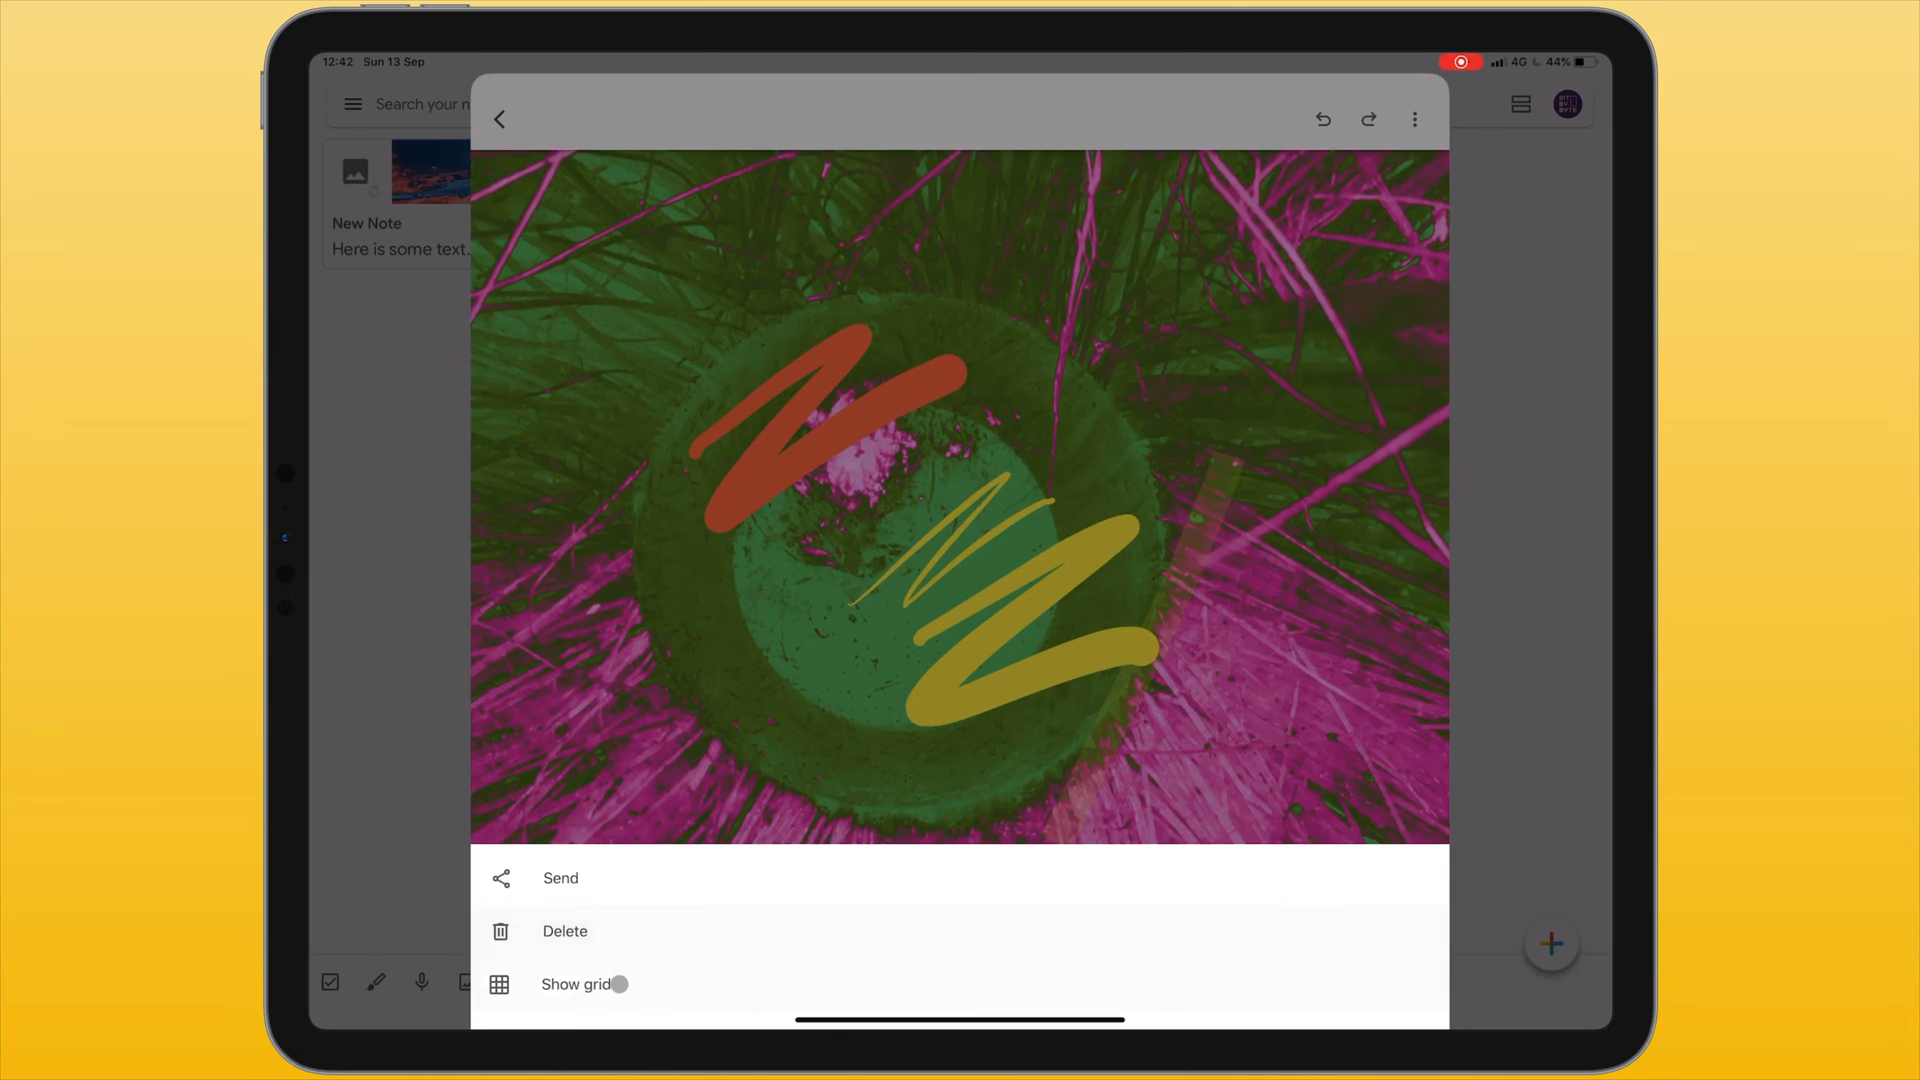 12:42 Sun 13 Sep 4G 44%
Search your n
New Note
Here is some text.
Send
Delete
Show grid